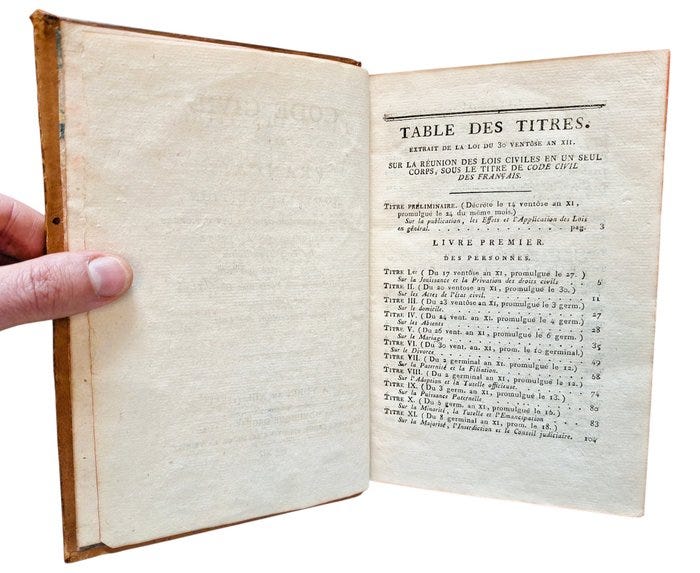 CODE CIVIL
TABLE DES TITRES.
EXTRAIT DE LA LOI DU 30 VENTÔSE AN XII,
SUR LA RÉUNION DES LOIS CIVILES EN UN SEUL
CORPS, SOUS LE TITRE DE CODE CIVIL
DES FRANÇAIS.
TITRE PRÉLIMINAIRE. (Décrété le 14 ventôse an XI,
promulgué le 24 du même mois.)
Sur la publication, les Effets et l'Application des Lois
en général. . . . . . . . . . . . . . . pag. 3
LIVRE PREMIER.
DES PERSONNES.
TITRE I.er (Du 17 ventôse an XI, promulgué le 27.)
Sur la Jouissance et la Privation des droits civils . . 6
TITRE II. (Du 20 ventose an XI, promulgué le 30.)
Sur les Actes de l'état civil. . . . . . . . 11
TITRE III. (Du 23 ventôse an XI, promulgué le 3 germ.)
Sur le domicile. . . . . . . . . . 27
TITRE IV. (Du 24 vent. an XI, promulgué le 4 germ.)
Sur les Absents . . . . . . . . . . 28
TITRE V. (Du 26 vent. an XI, promulgué le 6 germ.)
Sur le Mariage . . . . . . . . . . 35
TITRE VI. (Du 30 vent. an XI, prom. le 10 germinal)
Sur le Divorce . . . . . . . . . . 49
TITRE VII. (Du 2 germinal an XI, promulgué le 12.)
Sur la Paternité et la Filiation. . . . . . . 68
TITRE VIII. (Du 2 germinal an XI, promulgué le 12.)
Sur l'Adoption et la Tutelle officieuse. . . . . 74
TITRE IX. (Du 3 germ. an XI, promulgué le 13.)
Sur la Puissance Paternelle . . . . . . . 80
TITRE X. (Du 5 germ. an XI, promulgué le 15.)
Sur la Minorité, la Tutelle et l'Émancipation . . 83
TITRE XI. (Du 8 germinal an XI, prom. le 18.)
Sur la Majorité, l'Interdiction et le Conseil judiciaire. 104